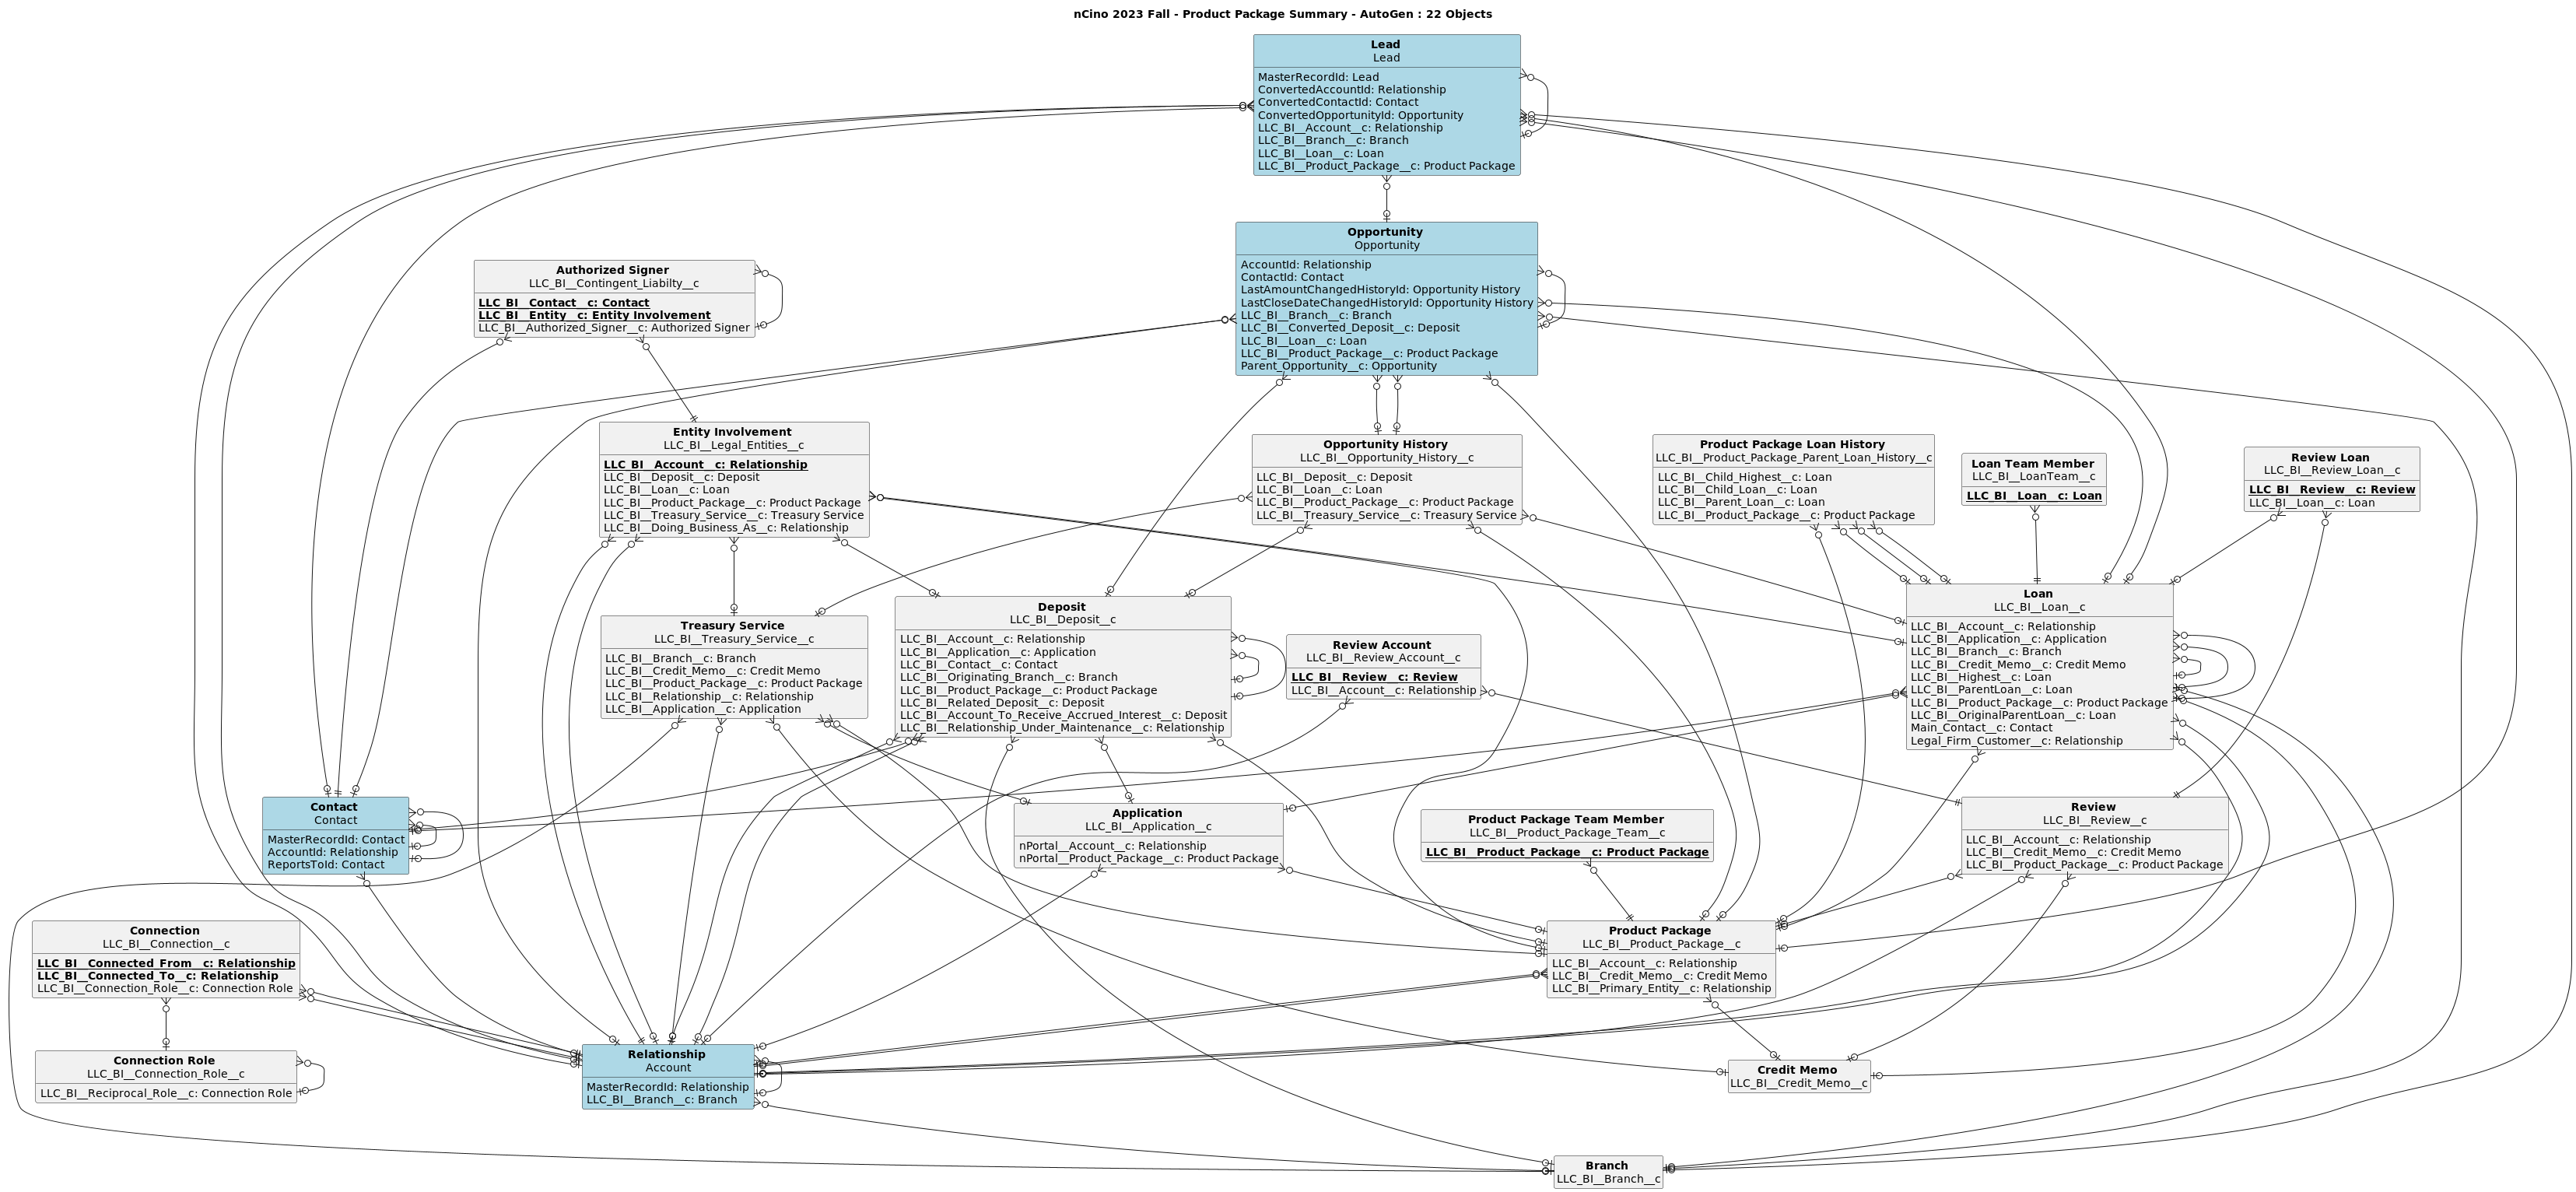 nCino 2023 Fall - Product Package Summary - AutoGen : 22 Objects
Lead
Lead
MasterRecordId: Lead
ConvertedAccountId: Relationship
ConvertedContactId: Contact
ConvertedOpportunityId: Opportunity
LLC_BI__Account__c: Relationship
LLC_BI__Branch__c: Branch
LLC_BI__Loan__c: Loan
LLC_BI__Product_Package__c: Product Package
Opportunity
Opportunity
AccountId: Relationship
ContactId: Contact
LastAmountChangedHistoryId: Opportunity History
LastCloseDateChangedHistoryId: Opportunity History
LLC_BI__Branch__c: Branch
LLC_BI__Converted_Deposit__c: Deposit
LLC_BI__Loan__c: Loan
LLC_BI__Product_Package__c: Product Package
Parent_Opportunity__c: Opportunity
Authorized Signer
LLC_BI__Contingent_Liabilty__c
LLC_BI__Contact__c: Contact
LLC_BI__Entity__c: Entity Involvement
LLC_BI__Authorized_Signer__c: Authorized Signer
Entity Involvement
LLC_BI__Legal_Entities__c
LLC_BI__Account__c: Relationship
LLC_BI__Deposit__c: Deposit
LLC_BI__Loan__c: Loan
LLC_BI__Product_Package__c: Product Package
LLC_BI__Treasury_Service__c: Treasury Service
LLC_BI__Doing_Business_As__c: Relationship
Opportunity History
LLC_BI__Opportunity_History__c
LLC_BI__Deposit__c: Deposit
LLC_BI__Loan__c: Loan
LLC_BI__Product_Package__c: Product Package
LLC_BI__Treasury_Service__c: Treasury Service
Product Package Loan History
LLC_BI__Product_Package_Parent_Loan_History__c
LLC_BI__Child_Highest__c: Loan
LLC_BI__Child_Loan__c: Loan
LLC_BI__Parent_Loan__c: Loan
LLC_BI__Product_Package__c: Product Package
Loan Team Member
LLC_BI__LoanTeam__c
LLC_BI__Loan__c: Loan
Review Loan
LLC_BI__Review_Loan__c
LLC_BI__Review__c: Review
LLC_BI__Loan__c: Loan
Treasury Service
LLC_BI__Treasury_Service__c
LLC_BI__Branch__c: Branch
LLC_BI__Credit_Memo__c: Credit Memo
LLC_BI__Product_Package__c: Product Package
LLC_BI__Relationship__c: Relationship
LLC_BI__Application__c: Application
Deposit
LLC_BI__Deposit__c
LLC_BI__Account__c: Relationship
LLC_BI__Application__c: Application
LLC_BI__Contact__c: Contact
LLC_BI__Originating_Branch__c: Branch
LLC_BI__Product_Package__c: Product Package
LLC_BI__Related_Deposit__c: Deposit
LLC_BI__Account_To_Receive_Accrued_Interest__c: Deposit
LLC_BI__Relationship_Under_Maintenance__c: Relationship
Review Account
LLC_BI__Review_Account__c
LLC_BI__Review__c: Review
LLC_BI__Account__c: Relationship
Loan
LLC_BI__Loan__c
LLC_BI__Account__c: Relationship
LLC_BI__Application__c: Application
LLC_BI__Branch__c: Branch
LLC_BI__Credit_Memo__c: Credit Memo
LLC_BI__Highest__c: Loan
LLC_BI__ParentLoan__c: Loan
LLC_BI__Product_Package__c: Product Package
LLC_BI__OriginalParentLoan__c: Loan
Main_Contact__c: Contact
Legal_Firm_Customer__c: Relationship
Contact
Contact
MasterRecordId: Contact
AccountId: Relationship
ReportsToId: Contact
Application
LLC_BI__Application__c
nPortal__Account__c: Relationship
nPortal__Product_Package__c: Product Package
Product Package Team Member
LLC_BI__Product_Package_Team__c
LLC_BI__Product_Package__c: Product Package
Review
LLC_BI__Review__c
LLC_BI__Account__c: Relationship
LLC_BI__Credit_Memo__c: Credit Memo
LLC_BI__Product_Package__c: Product Package
Connection
LLC_BI__Connection__c
LLC_BI__Connected_From__c: Relationship
LLC_BI__Connected_To__c: Relationship
LLC_BI__Connection_Role__c: Connection Role
Product Package
LLC_BI__Product_Package__c
LLC_BI__Account__c: Relationship
LLC_BI__Credit_Memo__c: Credit Memo
LLC_BI__Primary_Entity__c: Relationship
Connection Role
LLC_BI__Connection_Role__c
LLC_BI__Reciprocal_Role__c: Connection Role
Relationship
Account
MasterRecordId: Relationship
LLC_BI__Branch__c: Branch
Credit Memo
LLC_BI__Credit_Memo__c
Branch
LLC_BI__Branch__c